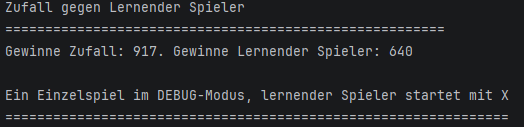 Zufall gegen Lernender Spieler
=======================================================
Gewinne Zufall: 917. Gewinne Lernender Spieler: 640

Ein Einzelspiel im DEBUG-Modus, lernender Spieler startet mit X
===============================================================